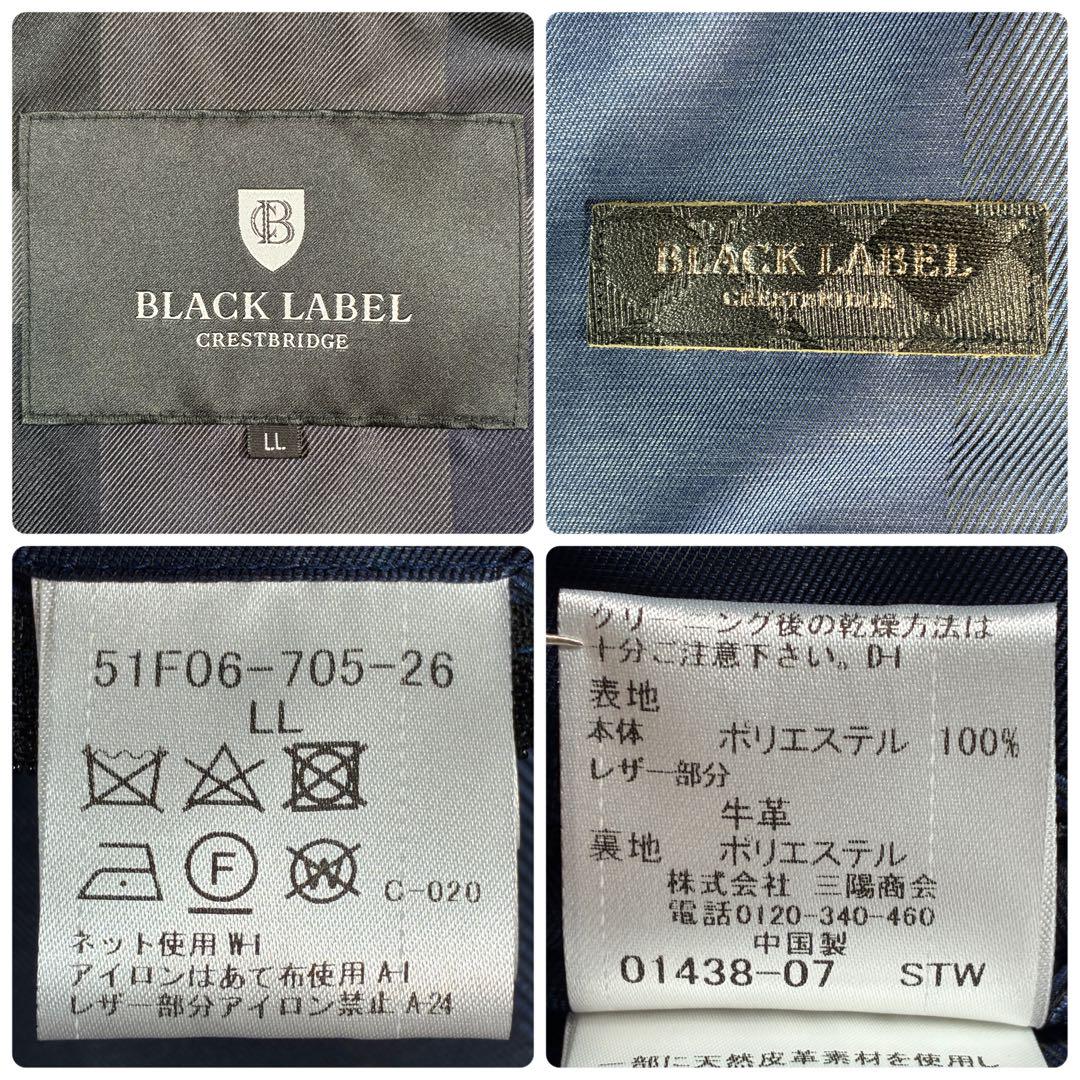 CB
BLACK LABEL
CRESTBRIDGE
LL
BLACK LABEL
CRESTBRIDGE
51F06-705-26
LL
F
W
C-020
ネット使用 W-1
アイロンはあて布使用 A-1
レザー部分アイロン禁止 A-24
クリーニング後の乾燥方法は
十分ご注意下さい。D-1
表地
本体 ポリエステル 100%
レザー部分
牛革
裏地 ポリエステル
株式会社 三陽商会
電話0120-340-460
中国製
01438-07 STW
一部に天然皮革素材を使用し